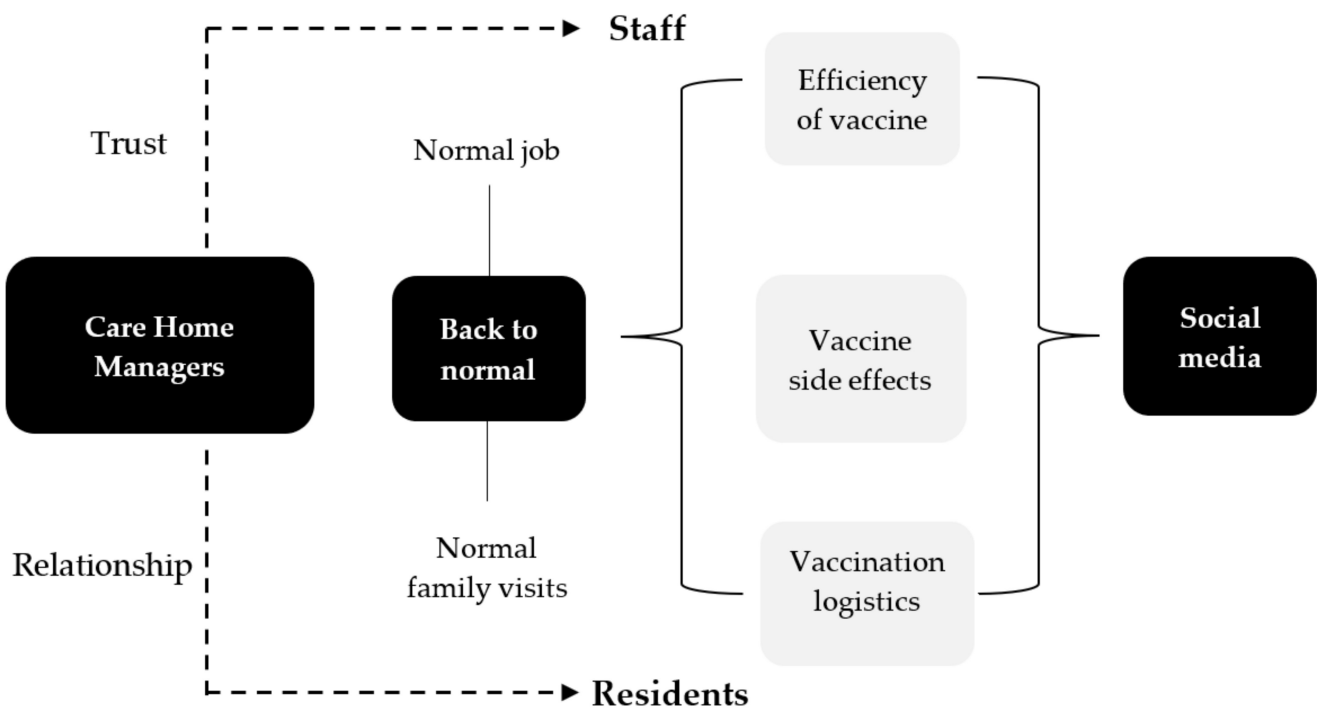 Staff
Trust
Normal job
Efficiency
of vaccine
Care Home
Managers
Back to
normal
Vaccine
side effects
Social
media
Relationship
Normal
family visits
Vaccination
logistics
Residents